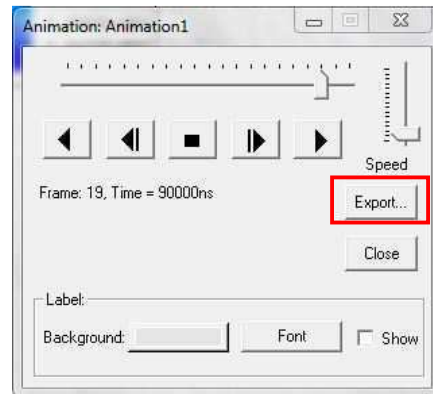 Animation: Animation1
Speed
Frame: 19, Time = 90000ns
Export...
Close
Label:
Background:
Font
Show